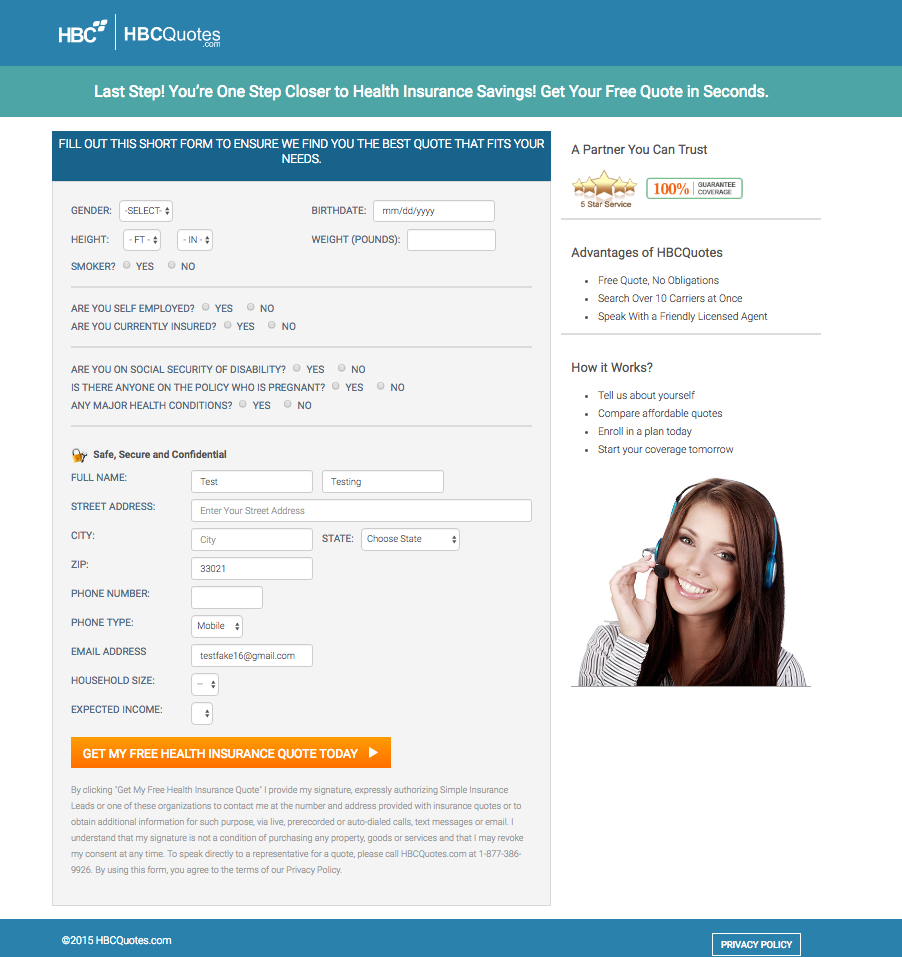 HBC HBCQuotes
.com
Last Step! You're One Step Closer to Health Insurance Savings! Get Your Free Quote in Seconds.
FILL OUT THIS SHORT FORM TO ENSURE WE FIND YOU THE BEST QUOTE THAT FITS YOUR
NEEDS.
GENDER: -SELECT- BIRTHDATE: mm/dd/yyyy
HEIGHT: - FT - - IN - WEIGHT (POUNDS):
SMOKER? YES NO
ARE YOU SELF EMPLOYED? YES NO
ARE YOU CURRENTLY INSURED? YES NO
ARE YOU ON SOCIAL SECURITY OF DISABILITY? YES NO
IS THERE ANYONE ON THE POLICY WHO IS PREGNANT? YES NO
ANY MAJOR HEALTH CONDITIONS? YES NO
Safe, Secure and Confidential
FULL NAME: Test Testing
STREET ADDRESS: Enter Your Street Address
CITY: City STATE: Choose State
ZIP: 33021
PHONE NUMBER:
PHONE TYPE: Mobile
EMAIL ADDRESS testfake16@gmail.com
HOUSEHOLD SIZE: --
EXPECTED INCOME:
GET MY FREE HEALTH INSURANCE QUOTE TODAY
By clicking "Get My Free Health Insurance Quote" I provide my signature, expressly authorizing Simple Insurance
Leads or one of these organizations to contact me at the number and address provided with insurance quotes or to
obtain additional information for such purpose, via live, prerecorded or auto-dialed calls, text messages or email. I
understand that my signature is not a condition of purchasing any property, goods or services and that I may revoke
my consent at any time. To speak directly to a representative for a quote, please call HBCQuotes.com at 1-877-386-
9926. By using this form, you agree to the terms of our Privacy Policy.
A Partner You Can Trust
5 Star Service
100% GUARANTEE
COVERAGE
Advantages of HBCQuotes
• Free Quote, No Obligations
• Search Over 10 Carriers at Once
• Speak With a Friendly Licensed Agent
How it Works?
• Tell us about yourself
• Compare affordable quotes
• Enroll in a plan today
• Start your coverage tomorrow
©2015 HBCQuotes.com
PRIVACY POLICY